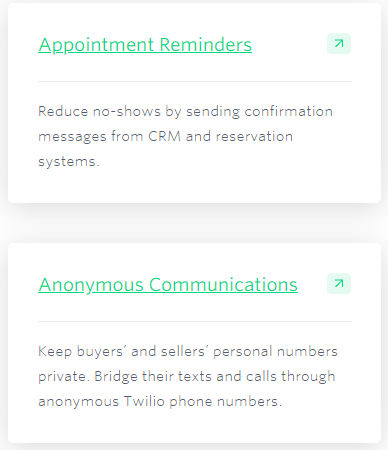 Appointment Reminders
Reduce no-shows by sending confirmation
messages from CRM and reservation
systems.
Anonymous Communications
Keep buyers’ and sellers’ personal numbers
private. Bridge their texts and calls through
anonymous Twilio phone numbers.